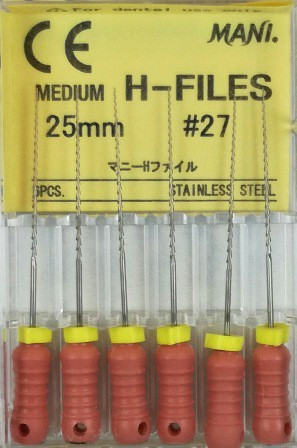 For dental use only
CE
MANI.
MEDIUM H-FILES
25mm #27
マニーHファイル
6PCS. STAINLESS STEEL